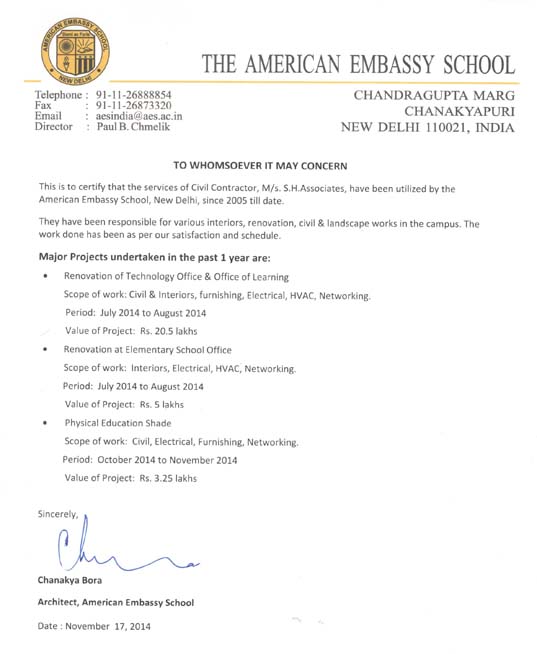 AMERICAN EMBASSY SCHOOL
NEW DELHI
THE AMERICAN EMBASSY SCHOOL
Telephone : 91-11-26888854
Fax : 91-11-26873320
Email : aesindia@aes.ac.in
Director : Paul B. Chmelik
CHANDRAGUPTA MARG
CHANAKYAPURI
NEW DELHI 110021, INDIA
TO WHOMSOEVER IT MAY CONCERN
This is to certify that the services of Civil Contractor, M/s. S.H.Associates, have been utilized by the
American Embassy School, New Delhi, since 2005 till date.
They have been responsible for various interiors, renovation, civil & landscape works in the campus. The
work done has been as per our satisfaction and schedule.
Major Projects undertaken in the past 1 year are:
• Renovation of Technology Office & Office of Learning
Scope of work: Civil & Interiors, furnishing, Electrical, HVAC, Networking.
Period: July 2014 to August 2014
Value of Project: Rs. 20.5 lakhs
• Renovation at Elementary School Office
Scope of work: Interiors, Electrical, HVAC, Networking.
Period: July 2014 to August 2014
Value of Project: Rs. 5 lakhs
• Physical Education Shade
Scope of work: Civil, Electrical, Furnishing, Networking.
Period: October 2014 to November 2014
Value of Project: Rs. 3.25 lakhs
Sincerely,
Chanakya Bora
Architect, American Embassy School
Date : November 17, 2014